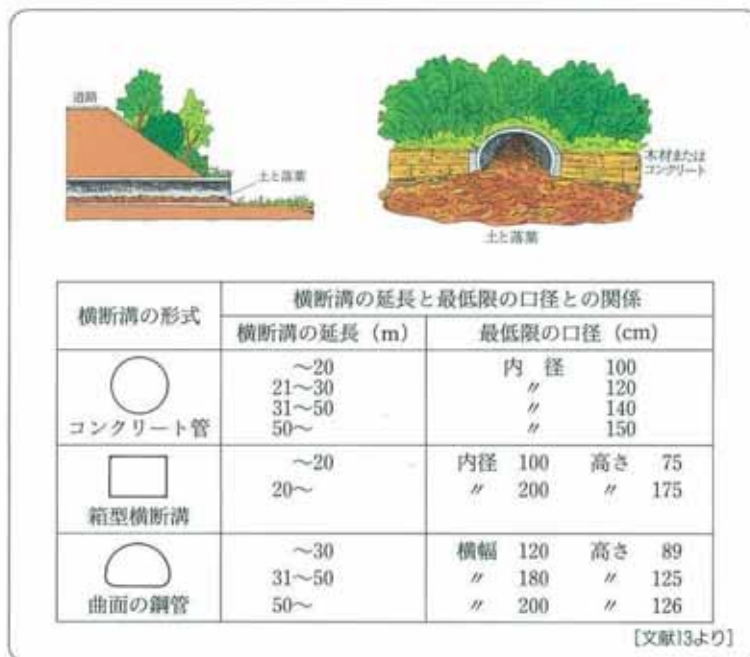 道路
土と落葉
木材または
コンクリート
土と落葉
横断溝の形式
横断溝の延長と最低限の口径との関係
横断溝の延長（m） 最低限の口径（cm）
〜20 内 径 100
21〜30 〃 120
31〜50 〃 140
50〜 〃 150
コンクリート管
〜20 内径 100 高さ 75
20〜 〃 200 〃 175
箱型横断溝
〜30 横幅 120 高さ 89
31〜50 〃 180 〃 125
50〜 〃 200 〃 126
曲面の鋼管
［文献13より］